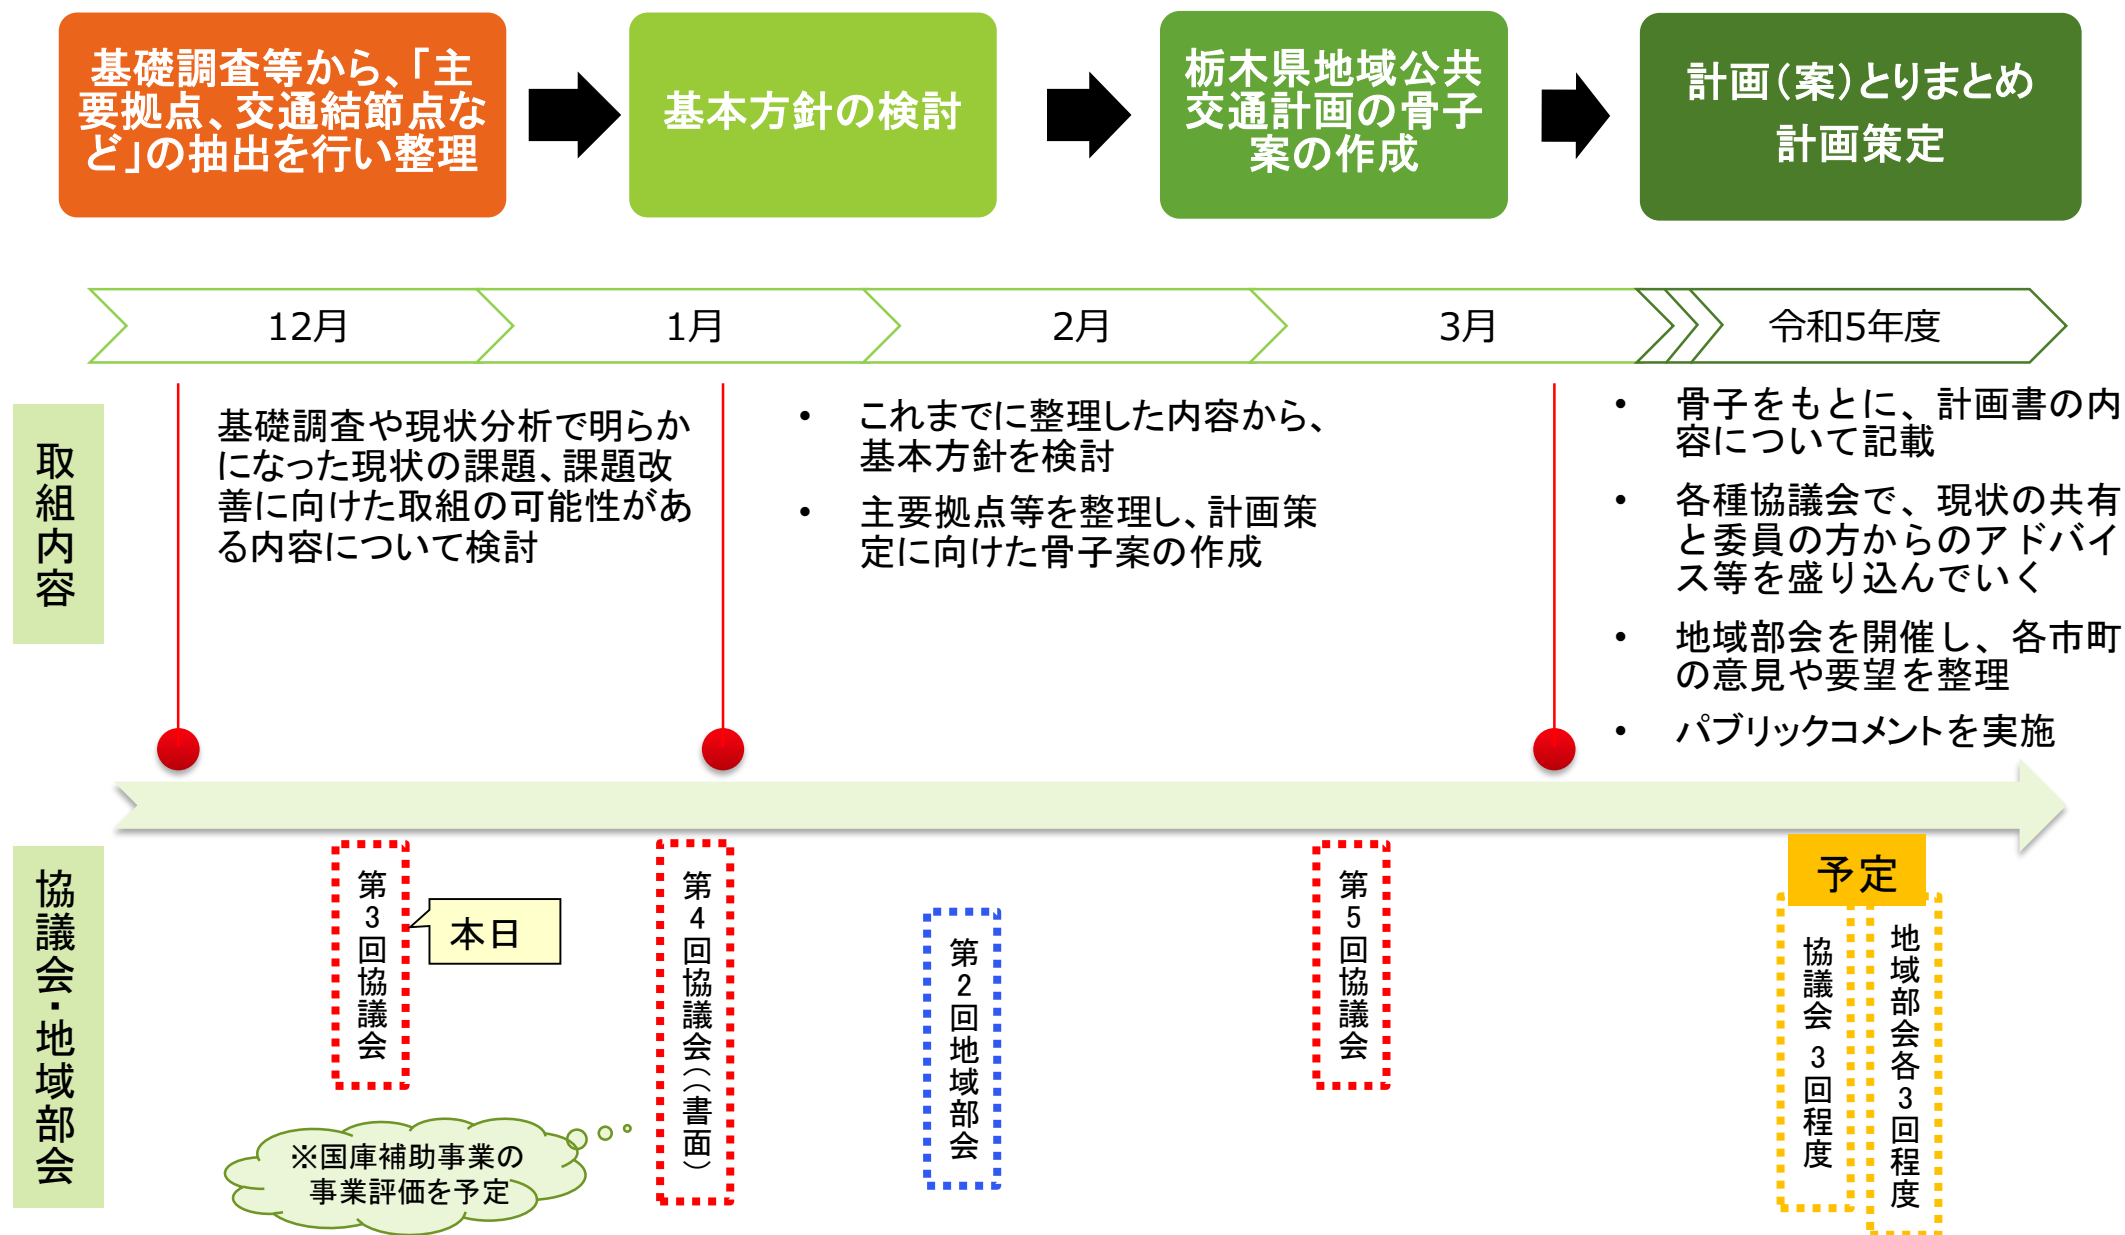 基礎調査等から、「主
要拠点、交通結節点な
ど」の抽出を行い整理
基本方針の検討
栃木県地域公共
交通計画の骨子
案の作成
計画(案)とりまとめ
計画策定
12月
1月
2月
3月
令和5年度
取組内容
基礎調査や現状分析で明らか
になった現状の課題、課題改
善に向けた取組の可能性があ
る内容について検討
• これまでに整理した内容から、
基本方針を検討
• 主要拠点等を整理し、計画策
定に向けた骨子案の作成
• 骨子をもとに、計画書の内
容について記載
• 各種協議会で、現状の共有
と委員の方からのアドバイ
ス等を盛り込んでいく
• 地域部会を開催し、各市町
の意見や要望を整理
• パブリックコメントを実施
協議会・地域部会
第3回協議会
本日
第4回協議会((書面)
第2回地域部会
第5回協議会
予定
協議会 3回程度
地域部会各3回程度
※国庫補助事業の
事業評価を予定